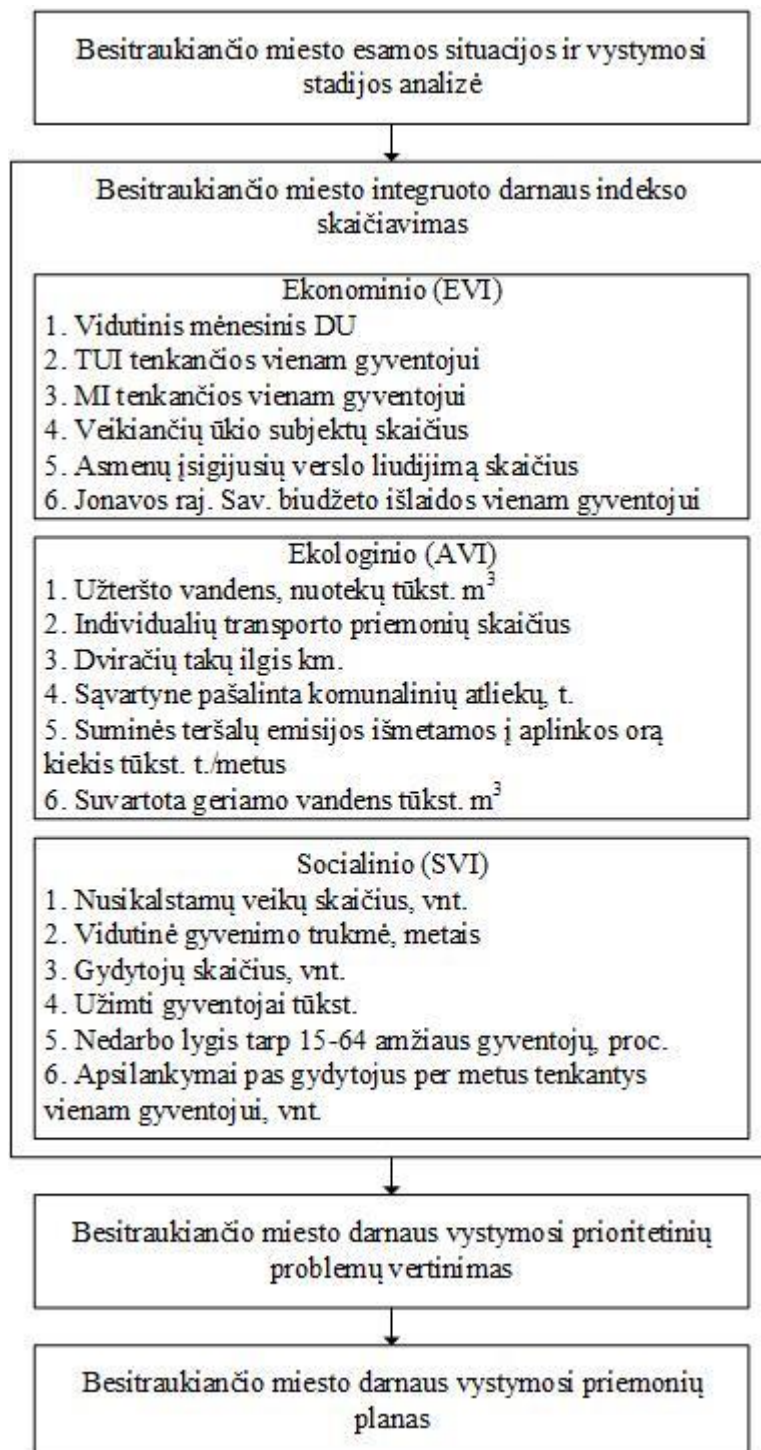 Besitraukiančio miesto esamos situacijos ir vystymosi
stadijos analizė
Besitraukiančio miesto integruoto darnaus indekso
skaičiavimas
Ekonominio (EVI)
1. Vidutinis mėnesinis DU
2. TUI tenkančios vienam gyventojui
3. MI tenkančios vienam gyventojui
4. Veikiančių ūkio subjektų skaičius
5. Asmenų įsigijusių verslo liudijimą skaičius
6. Jonavos raj. Sav. biudžeto išlaidos vienam gyventojui
Ekologinio (AVI)
1. Užteršto vandens, nuotekų tūkst. m³
2. Individualių transporto priemonių skaičius
3. Dviračių takų ilgis km.
4. Sąvartyne pašalinta komunalinių atliekų, t.
5. Suminės teršalų emisijos išmetamos į aplinkos orą
kiekis tūkst. t./metus
6. Suvartota geriamo vandens tūkst. m³
Socialinio (SVI)
1. Nusikalstamų veikų skaičius, vnt.
2. Vidutinė gyvenimo trukmė, metais
3. Gydytojų skaičius, vnt.
4. Užimti gyventojai tūkst.
5. Nedarbo lygis tarp 15-64 amžiaus gyventojų, proc.
6. Apsilankymai pas gydytojus per metus tenkantys
vienam gyventojui, vnt.
Besitraukiančio miesto darnaus vystymosi prioritetinių
problemų vertinimas
Besitraukiančio miesto darnaus vystymosi priemonių
planas